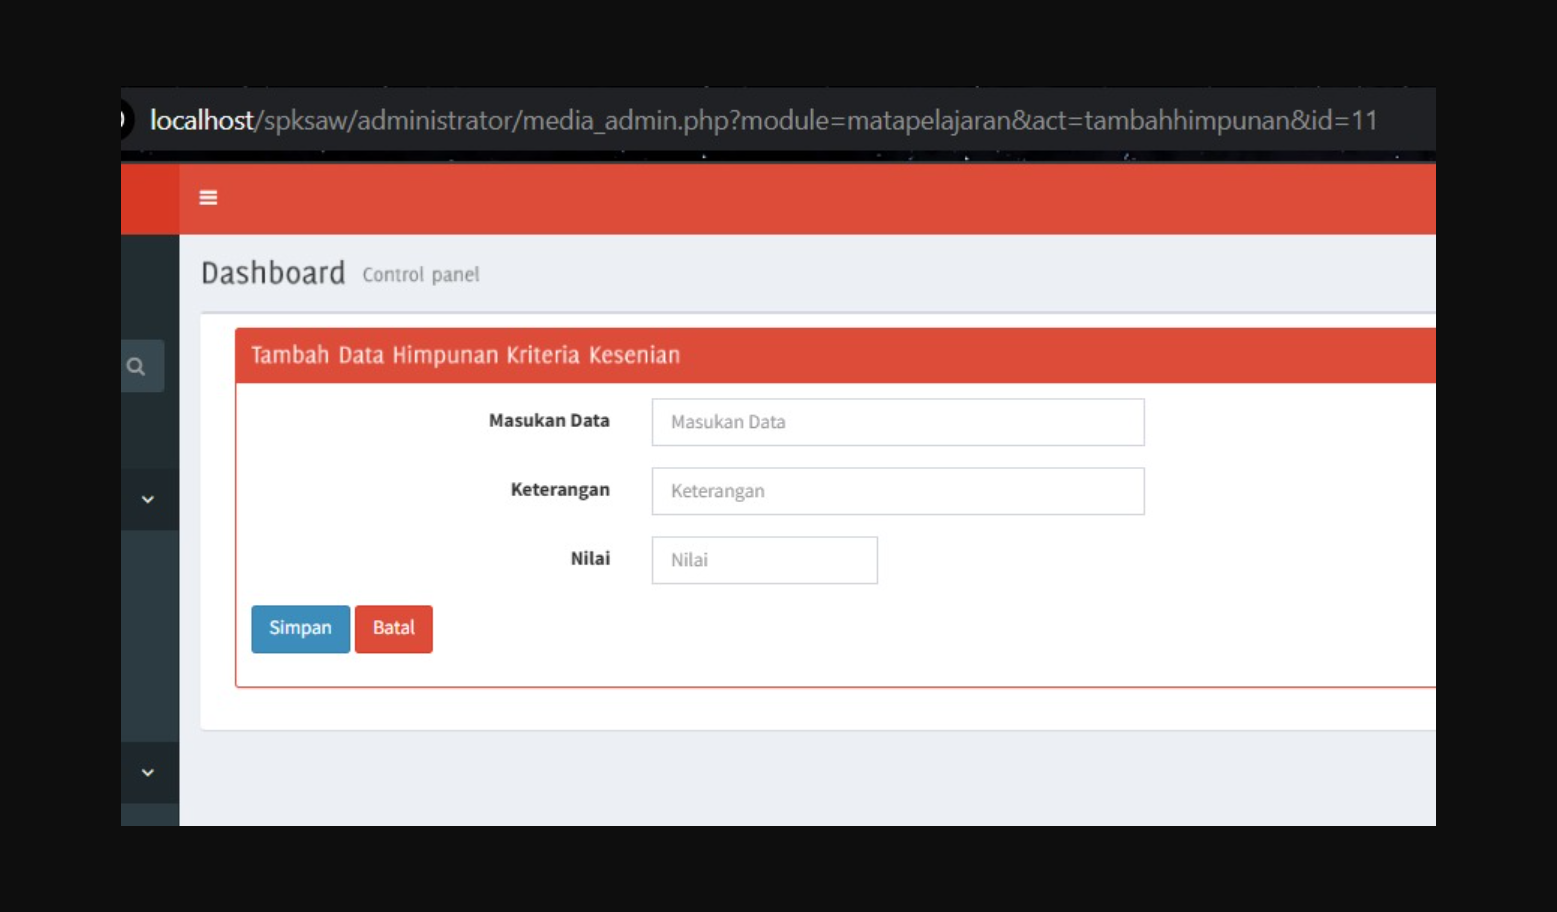 localhost/spksaw/administrator/media_admin.php?module=matapelajaran&act=tambahhimpunan&id=11
Dashboard Control panel
Tambah Data Himpunan Kriteria Kesenian
Masukan Data Masukan Data
Keterangan Keterangan
Nilai Nilai
Simpan Batal